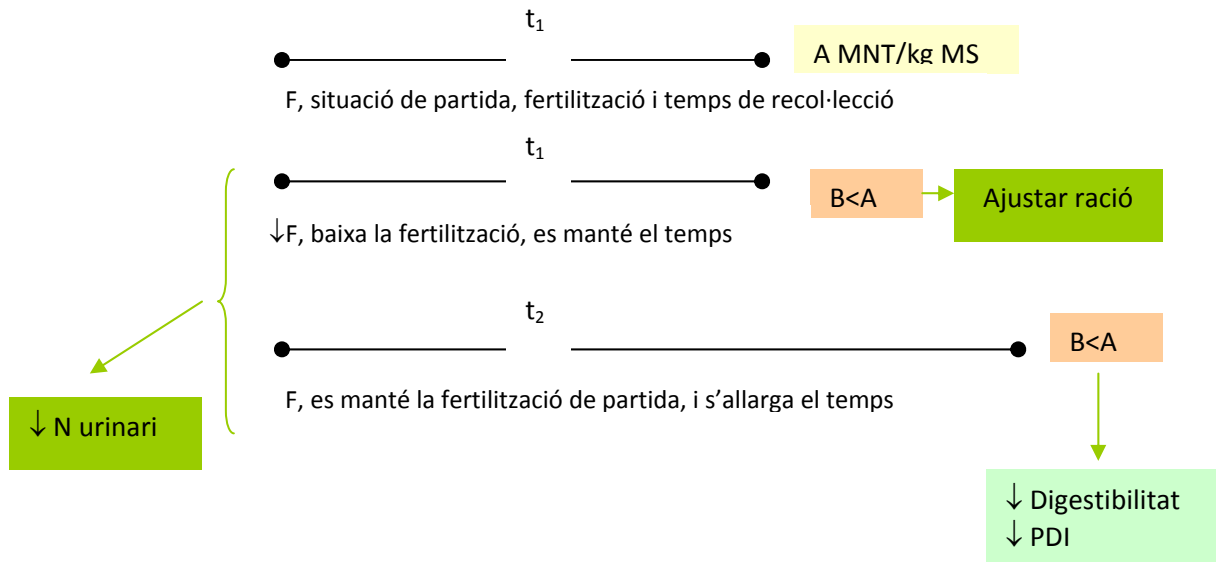 t₁
A MNT/kg MS
F, situació de partida, fertilització i temps de recol·lecció
t₁
B<A
Ajustar ració
↓F, baixa la fertilització, es manté el temps
t₂
B<A
F, es manté la fertilització de partida, i s’allarga el temps
↓ N urinari
↓ Digestibilitat
↓ PDI